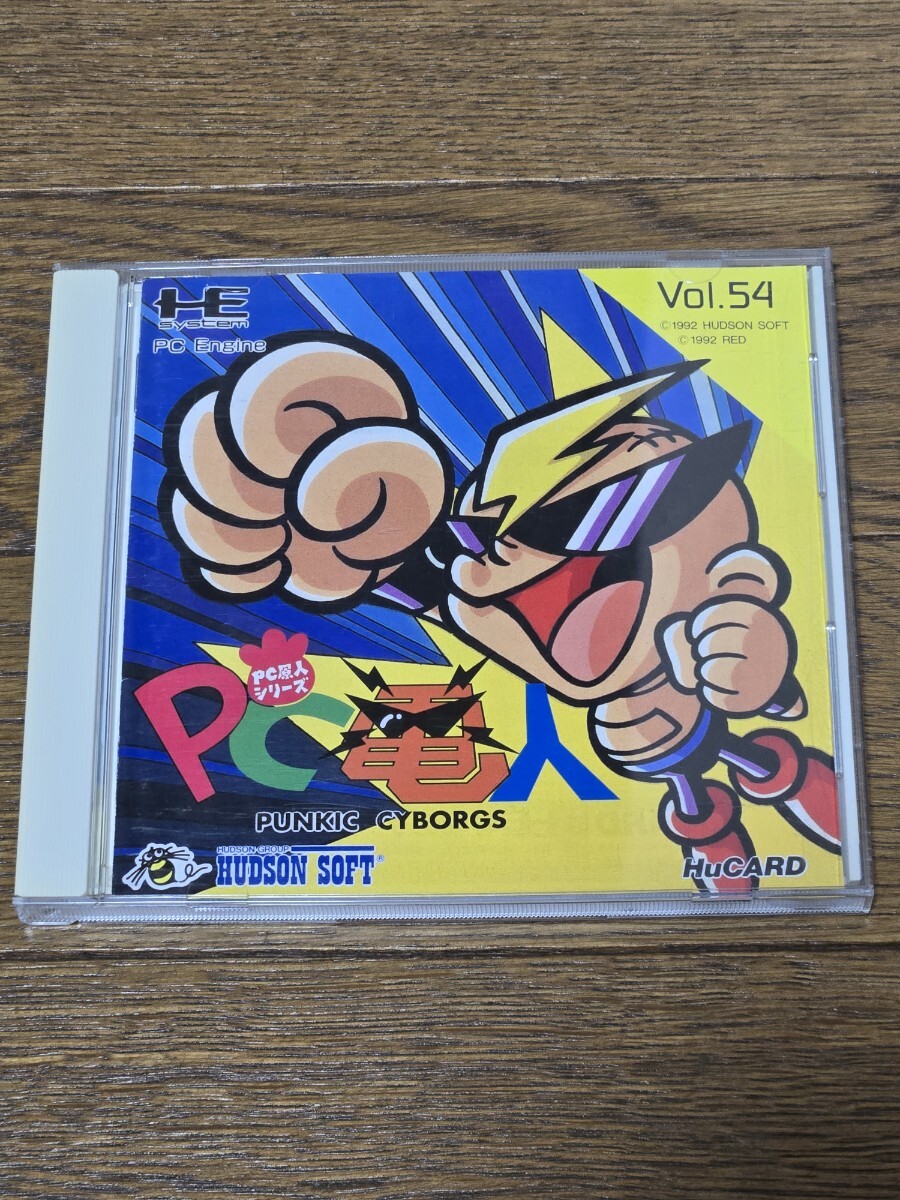 HE
system
PC Engine
Vol.54
©1992 HUDSON SOFT
©1992 RED
PC原人
シリーズ
PC電人
PUNKIC CYBORGS
HUDSON GROUP
HUDSON SOFT®
HuCARD